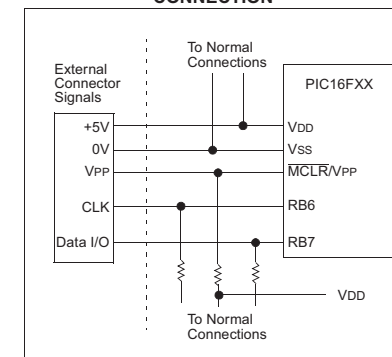 CONNECTION
To Normal
Connections
External
Connector
Signals
PIC16FXX
+5V
VDD
0V
VSS
VPP
MCLR/VPP
CLK
RB6
Data I/O
RB7
VDD
To Normal
Connections